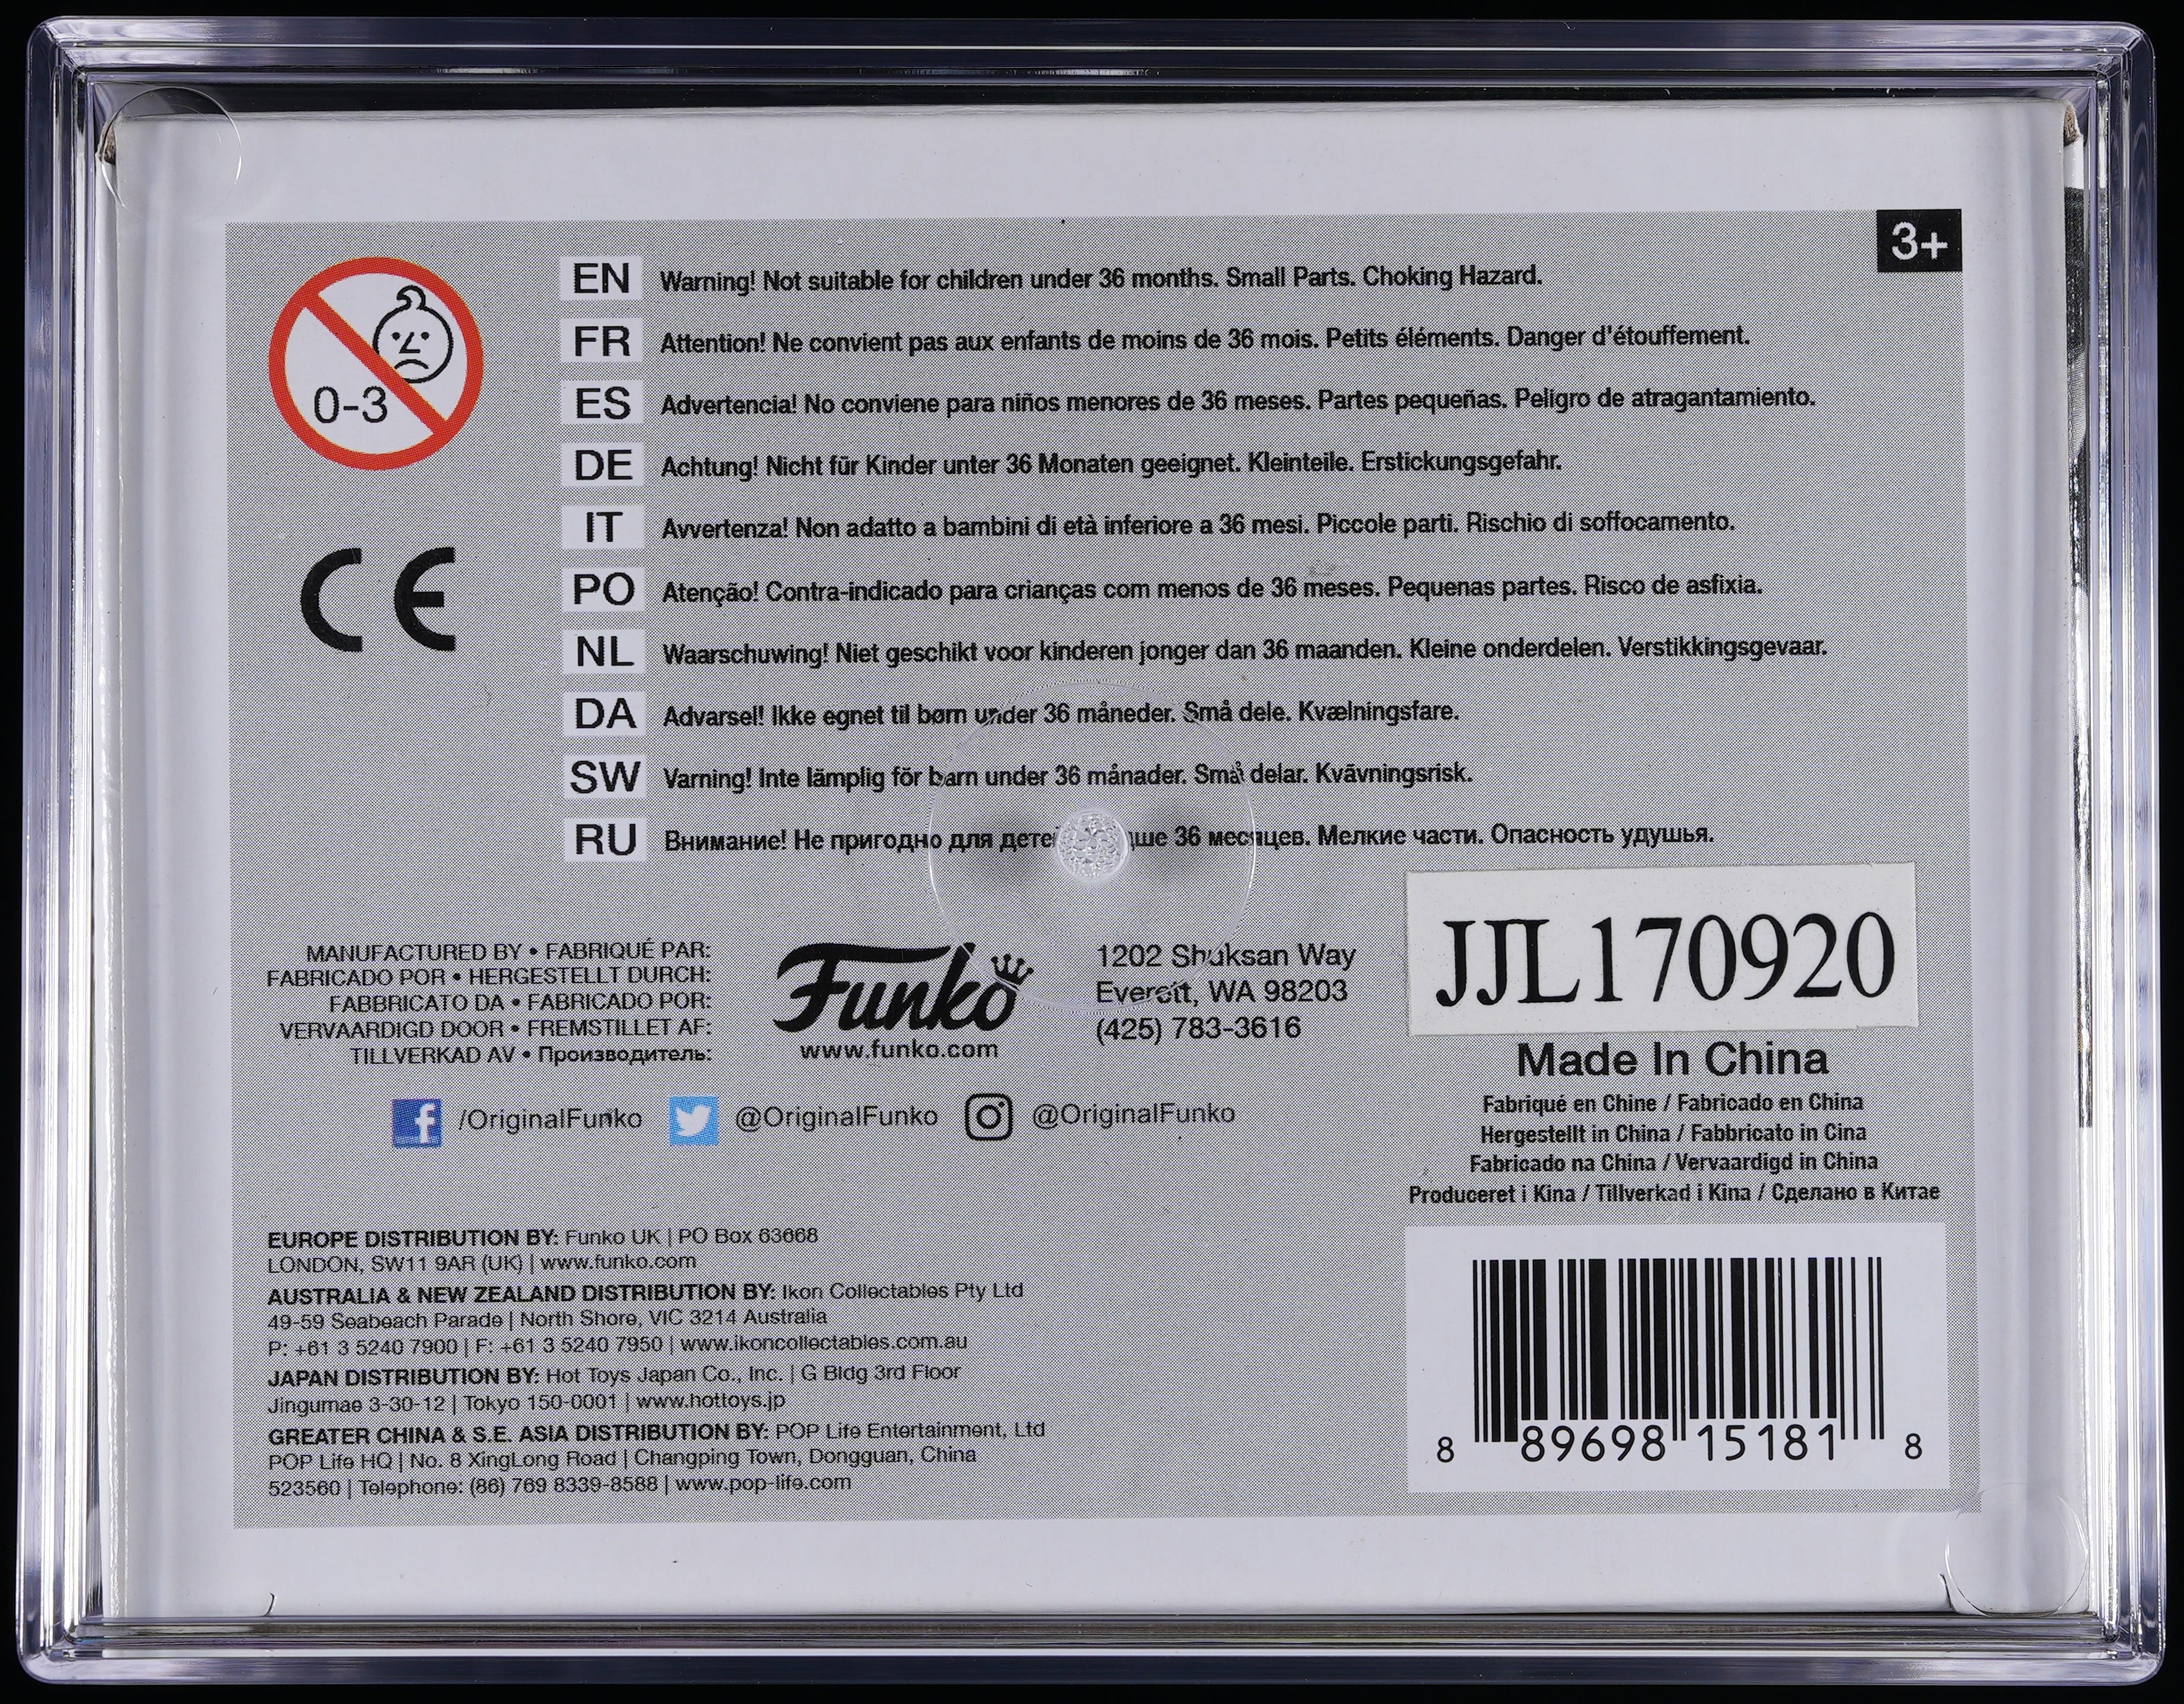 3+
0-3
CE
EN Warning! Not suitable for children under 36 months. Small Parts. Choking Hazard.
FR Attention! Ne convient pas aux enfants de moins de 36 mois. Petits éléments. Danger d'étouffement.
ES Advertencia! No conviene para niños menores de 36 meses. Partes pequeñas. Peligro de atragantamiento.
DE Achtung! Nicht für Kinder unter 36 Monaten geeignet. Kleinteile. Erstickungsgefahr.
IT Avvertenza! Non adatto a bambini di età inferiore a 36 mesi. Piccole parti. Rischio di soffocamento.
PO Atenção! Contra-indicado para crianças com menos de 36 meses. Pequenas partes. Risco de asfixia.
NL Waarschuwing! Niet geschikt voor kinderen jonger dan 36 maanden. Kleine onderdelen. Verstikkingsgevaar.
DA Advarsel! Ikke egnet til børn under 36 måneder. Små dele. Kvælningsfare.
SW Varning! Inte lämplig för barn under 36 månader. Små delar. Kvävningsrisk.
RU Внимание! Не пригодно для 36 месяцев. Мелкие части. Опасность удушья.
MANUFACTURED BY • FABRIQUÉ PAR:
FABRICADO POR • HERGESTELLT DURCH:
FABBRICATO DA • FABRICADO POR:
VERVAARDIGD DOOR • FREMSTILLET AF:
TILLVERKAD AV • Производитель:
Funko
www.funko.com
1202 Shuksan Way
Everett, WA 98203
(425) 783-3616
JJL170920
Made In China
Fabriqué en Chine / Fabricado en China
Hergestellt in China / Fabbricato in Cina
Fabricado na China / Vervaardigd in China
Produceret i Kina / Tillverkad i Kina / Сделано в Китае
/OriginalFunko @OriginalFunko @OriginalFunko
EUROPE DISTRIBUTION BY: Funko UK | PO Box 63668
LONDON, SW11 9AR (UK) | www.funko.com
AUSTRALIA & NEW ZEALAND DISTRIBUTION BY: Ikon Collectables Pty Ltd
49-59 Seabeach Parade | North Shore, VIC 3214 Australia
P: +61 3 5240 7900 | F: +61 3 5240 7950 | www.ikoncollectables.com.au
JAPAN DISTRIBUTION BY: Hot Toys Japan Co., Inc. | G Bldg 3rd Floor
Jingumae 3-30-12 | Tokyo 150-0001 | www.hottoys.jp
GREATER CHINA & S.E. ASIA DISTRIBUTION BY: POP Life Entertainment, Ltd
POP Life HQ | No. 8 XingLong Road | Changping Town, Dongguan, China
523560 | Telephone: (86) 769 8339-8588 | www.pop-life.com
8 89698 15181 8